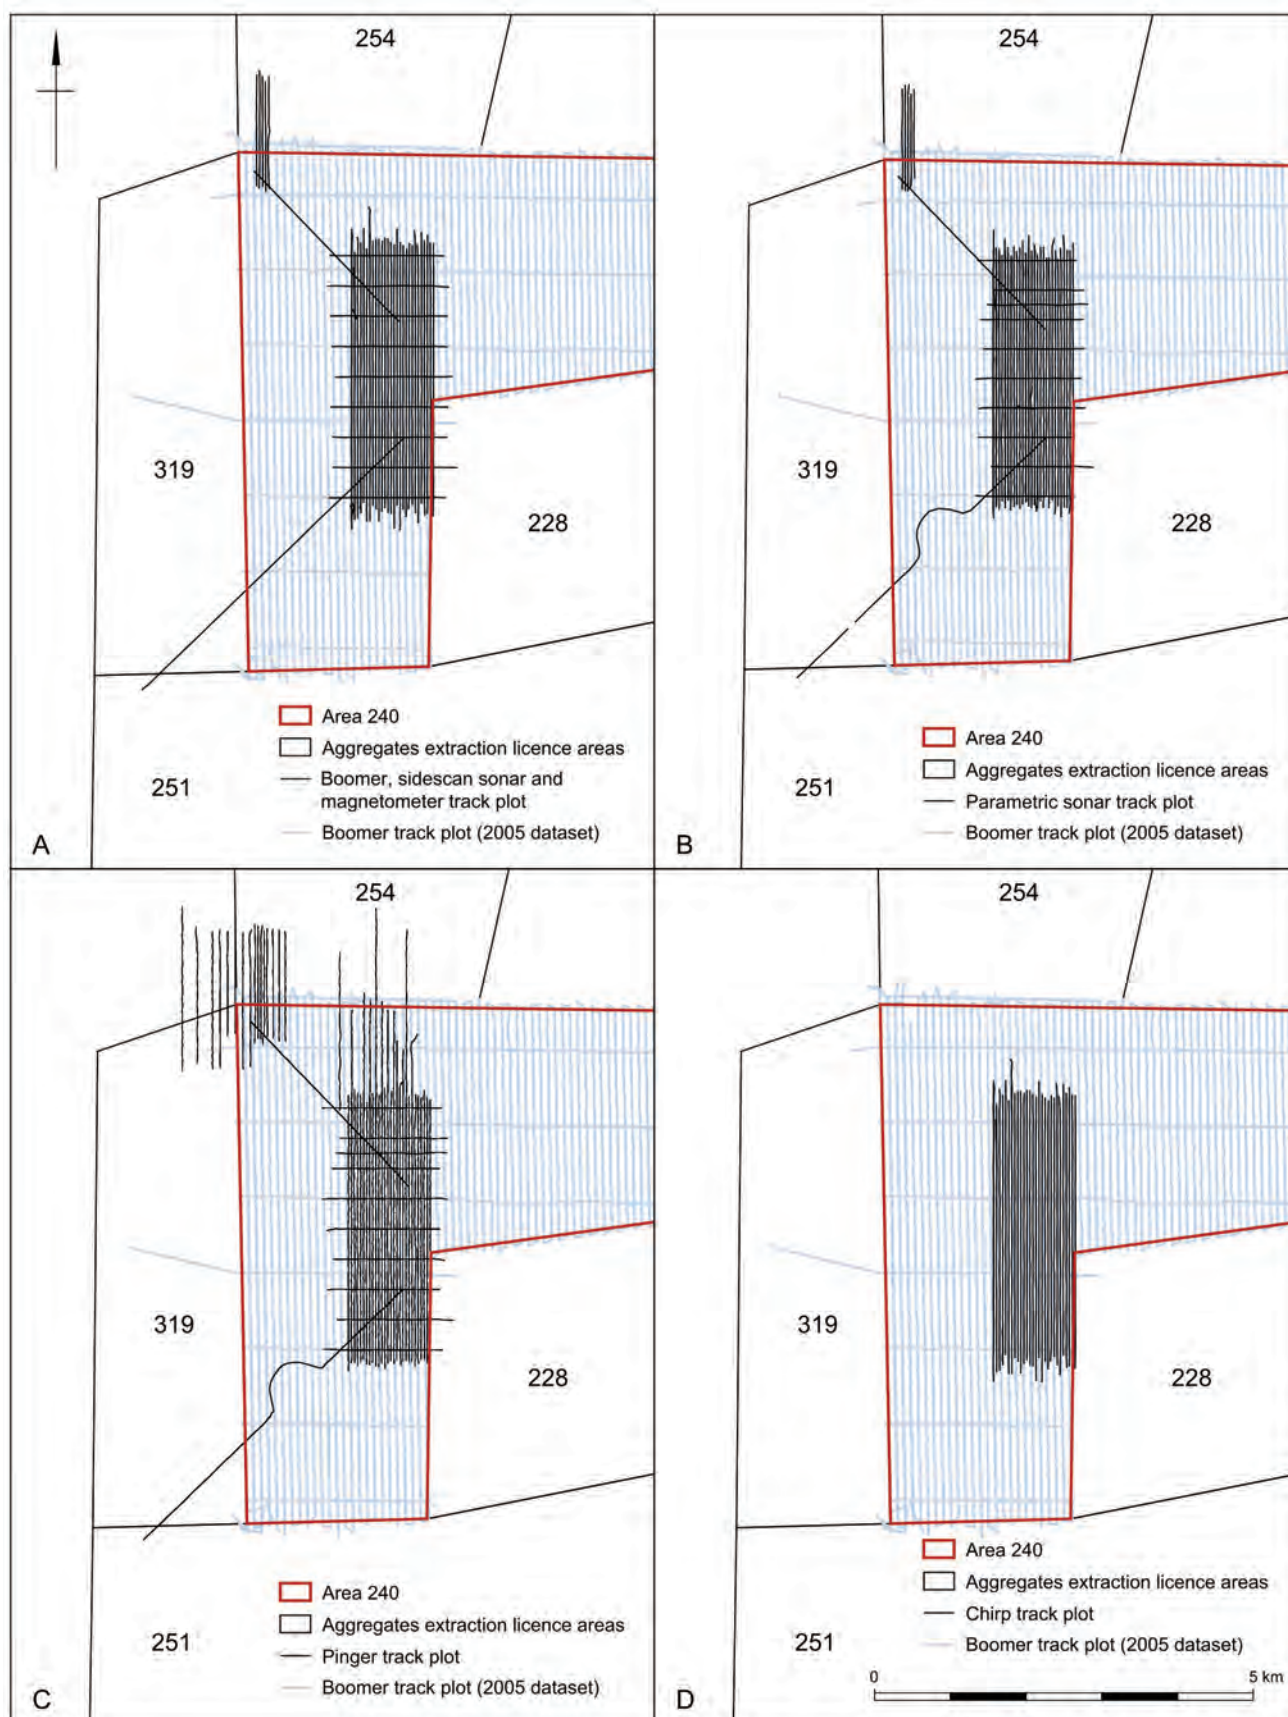 254
319
228
251
Area 240
Aggregates extraction licence areas
Boomer, sidescan sonar and
magnetometer track plot
Boomer track plot (2005 dataset)
A
254
319
228
251
Area 240
Aggregates extraction licence areas
Parametric sonar track plot
Boomer track plot (2005 dataset)
B
254
319
228
251
Area 240
Aggregates extraction licence areas
Pinger track plot
Boomer track plot (2005 dataset)
C
254
319
228
251
Area 240
Aggregates extraction licence areas
Chirp track plot
Boomer track plot (2005 dataset)
D
0 5 km